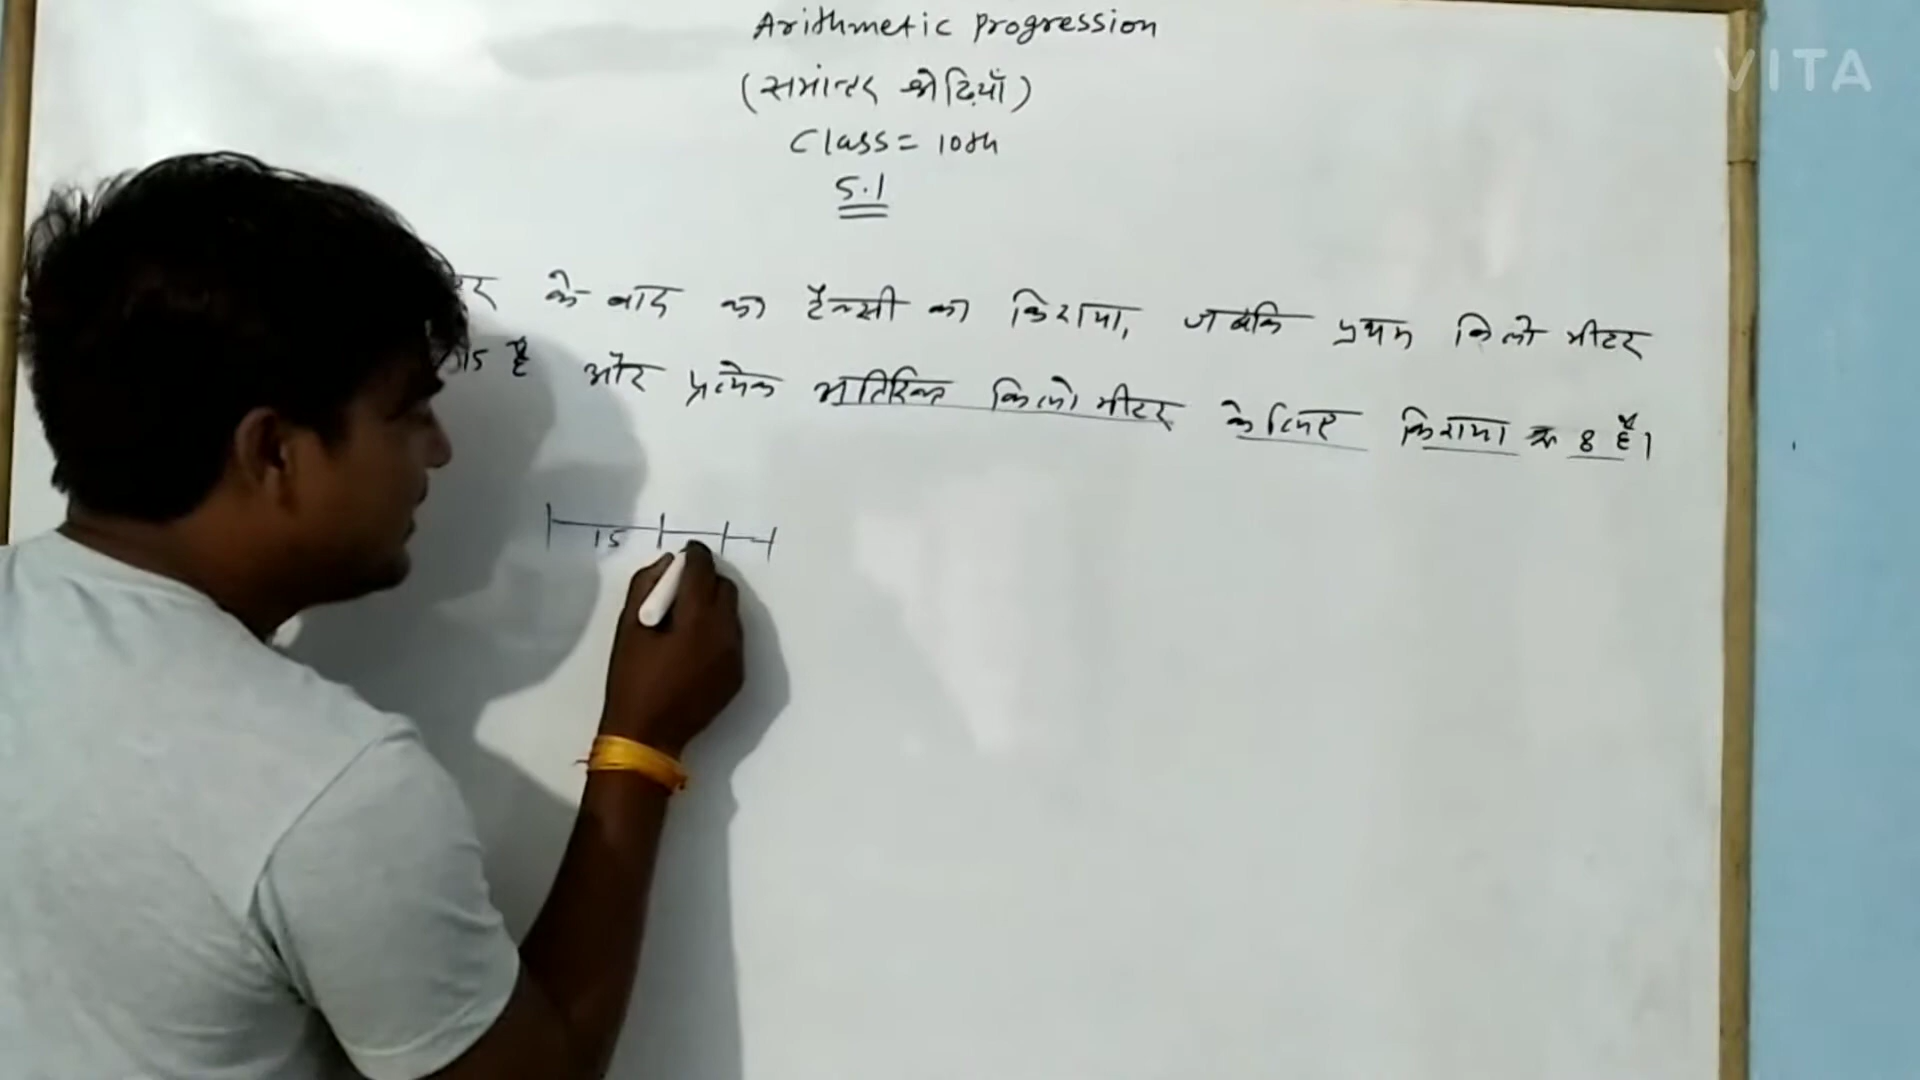 Arithmetic Progression
VITA
(समांतर श्रेढियाँ)
Class = 10th
5.1
के बाद का टैक्सी का किराया, जबकि प्रथम किलो मीटर
15 है और प्रत्येक अतिरिक्त किलो मीटर के लिए किराया रु 8 है।
15